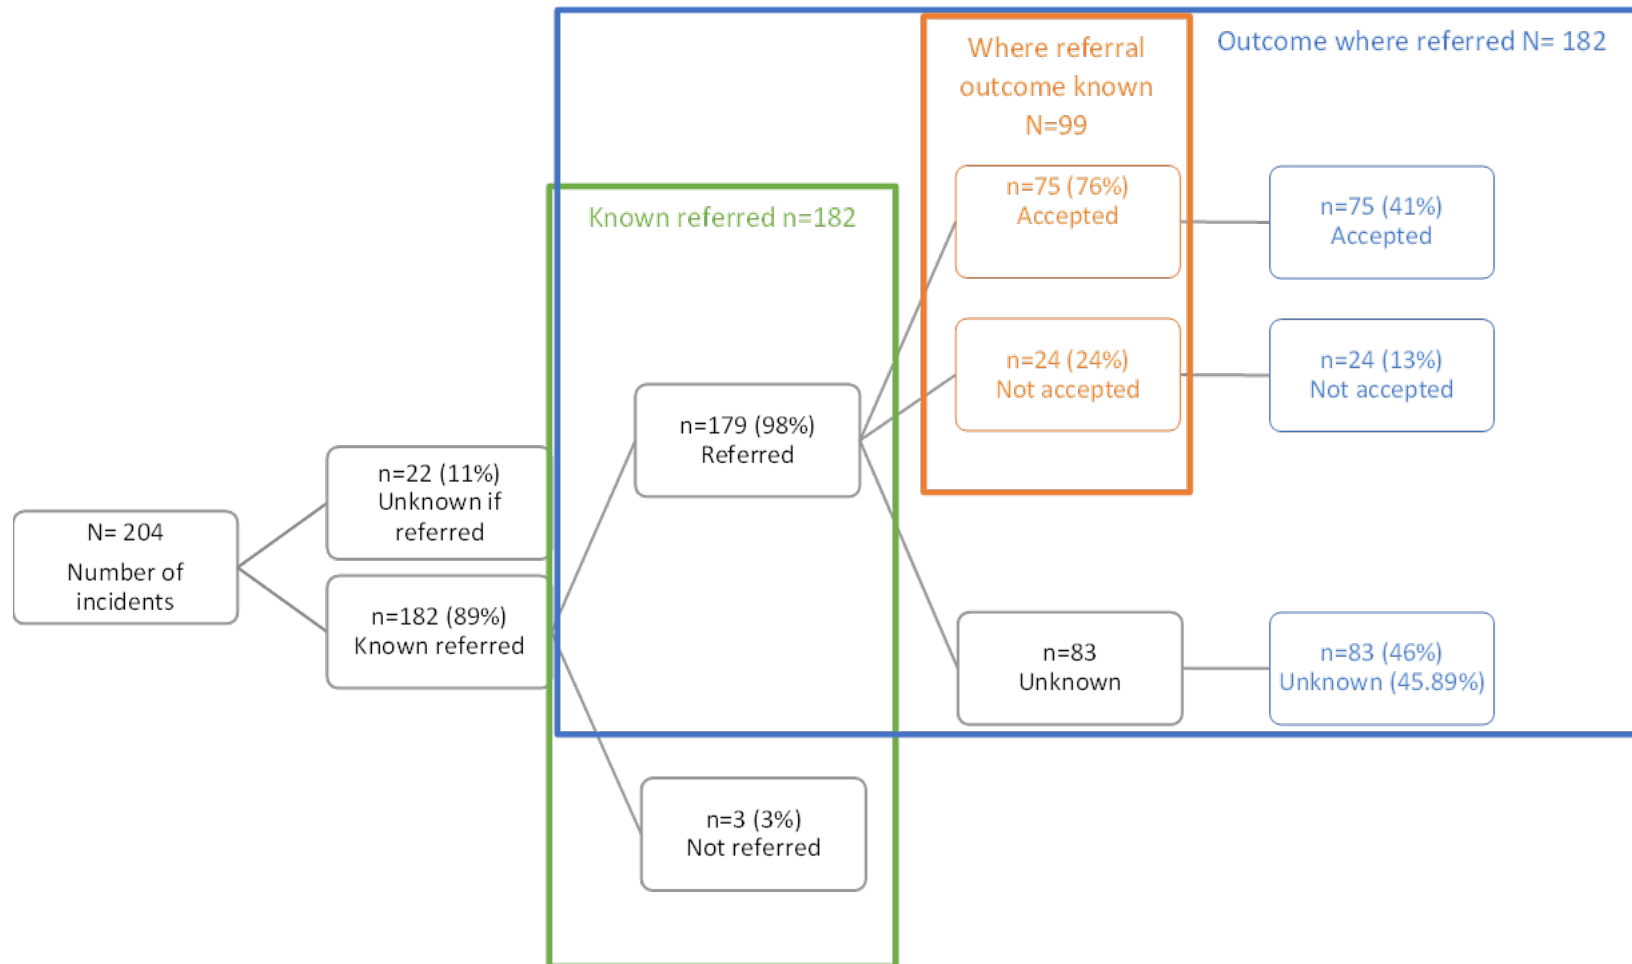 Where referral
outcome known
N=99
Outcome where referred N= 182
Known referred n=182
n=75 (76%)
Accepted
n=75 (41%)
Accepted
n=24 (24%)
Not accepted
n=24 (13%)
Not accepted
n=179 (98%)
Referred
n=22 (11%)
Unknown if
referred
N= 204
Number of
incidents
n=182 (89%)
Known referred
n=83
Unknown
n=83 (46%)
Unknown (45.89%)
n=3 (3%)
Not referred